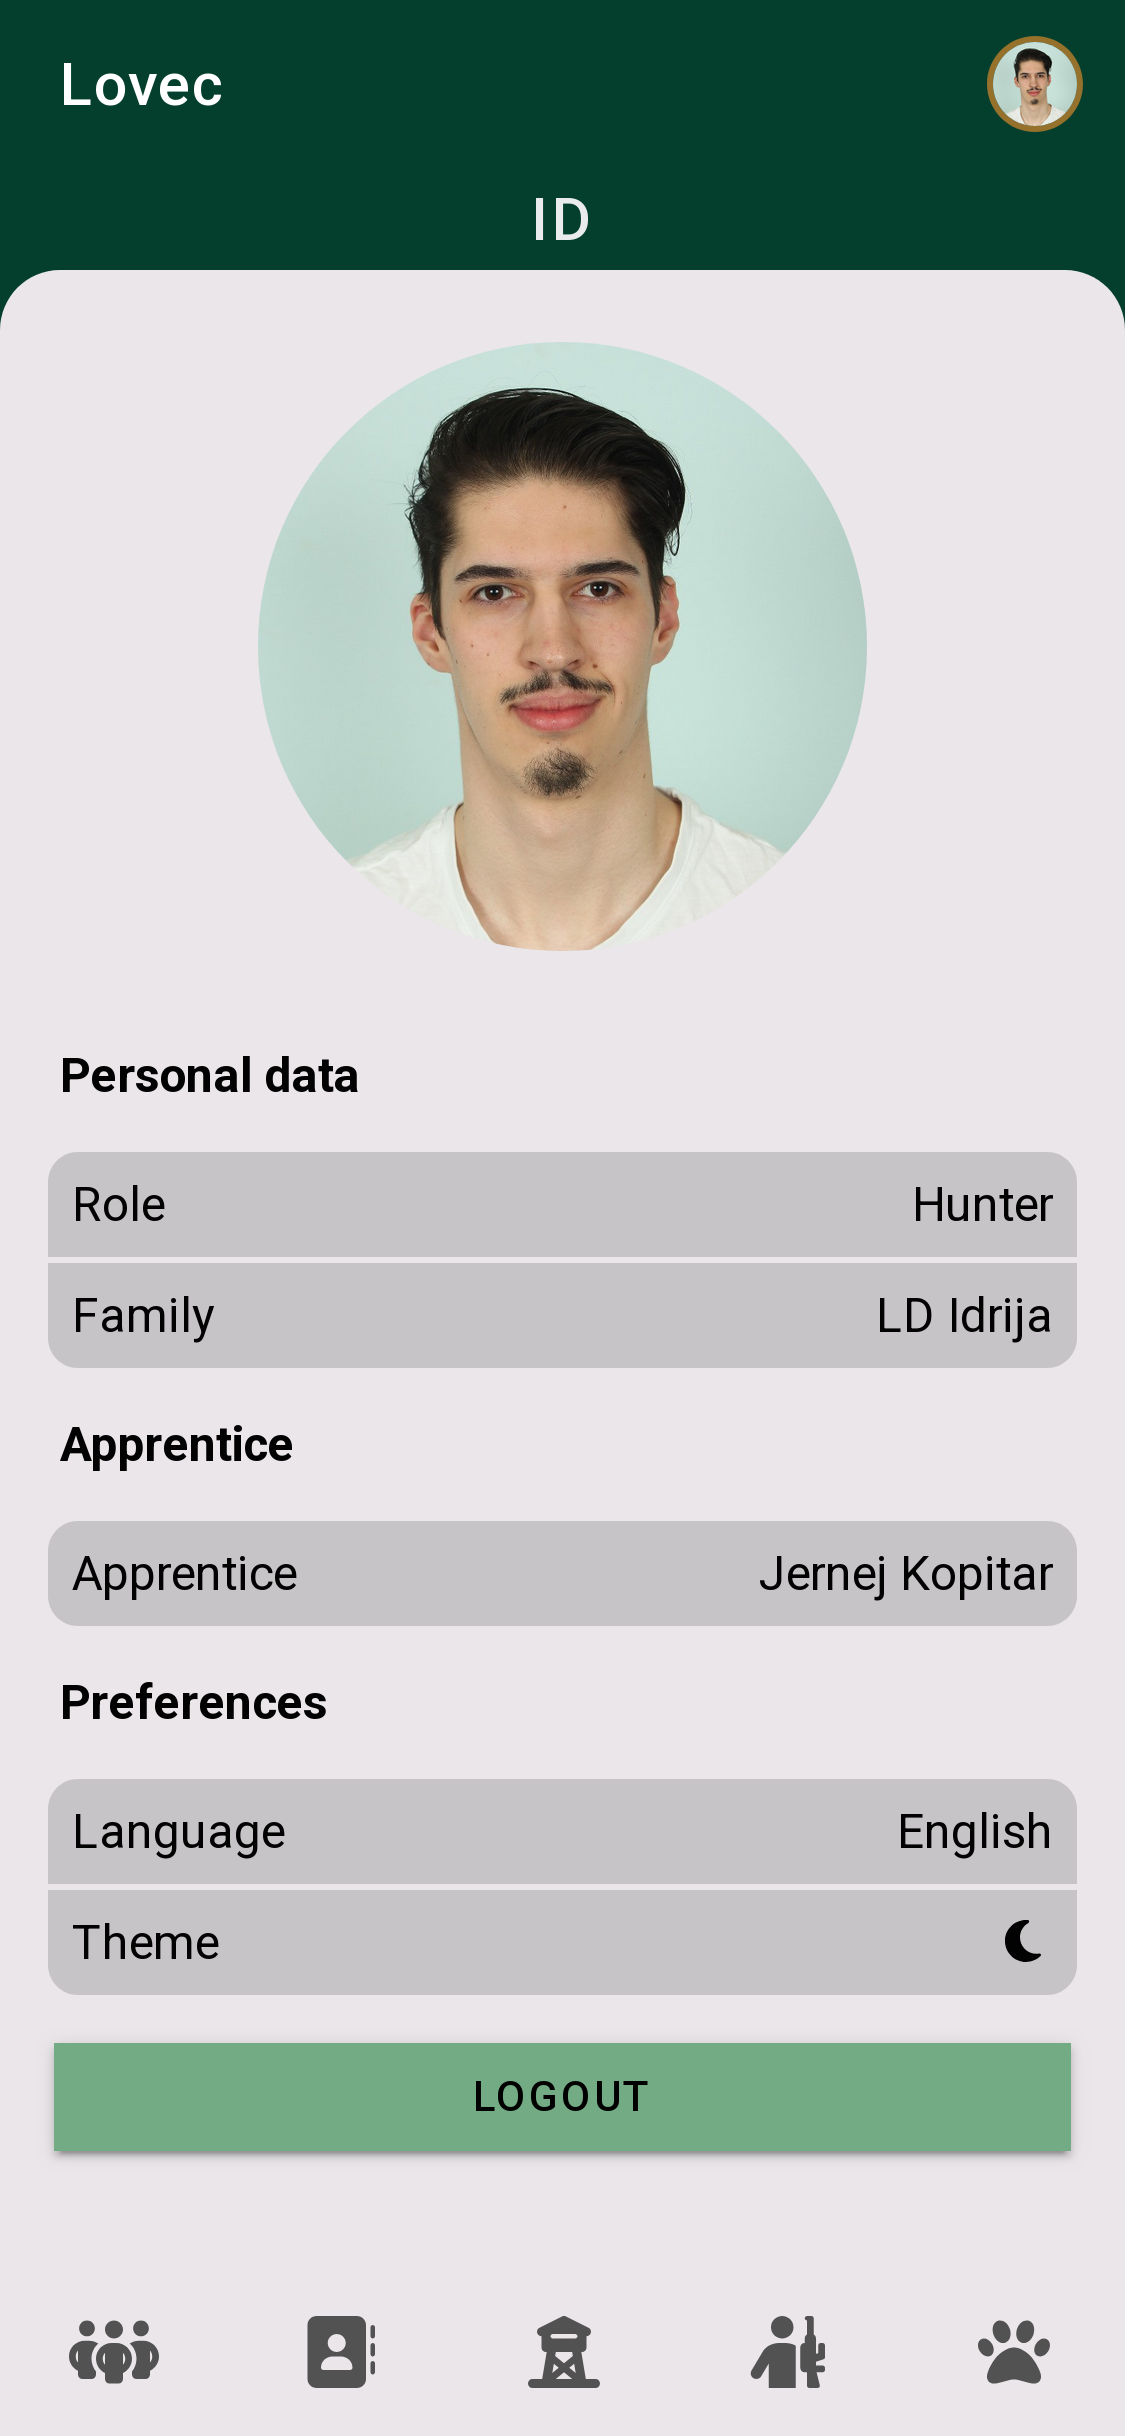 Lovec
ID
Personal data
Role Hunter
Family LD Idrija
Apprentice
Apprentice Jernej Kopitar
Preferences
Language English
Theme
LOGOUT